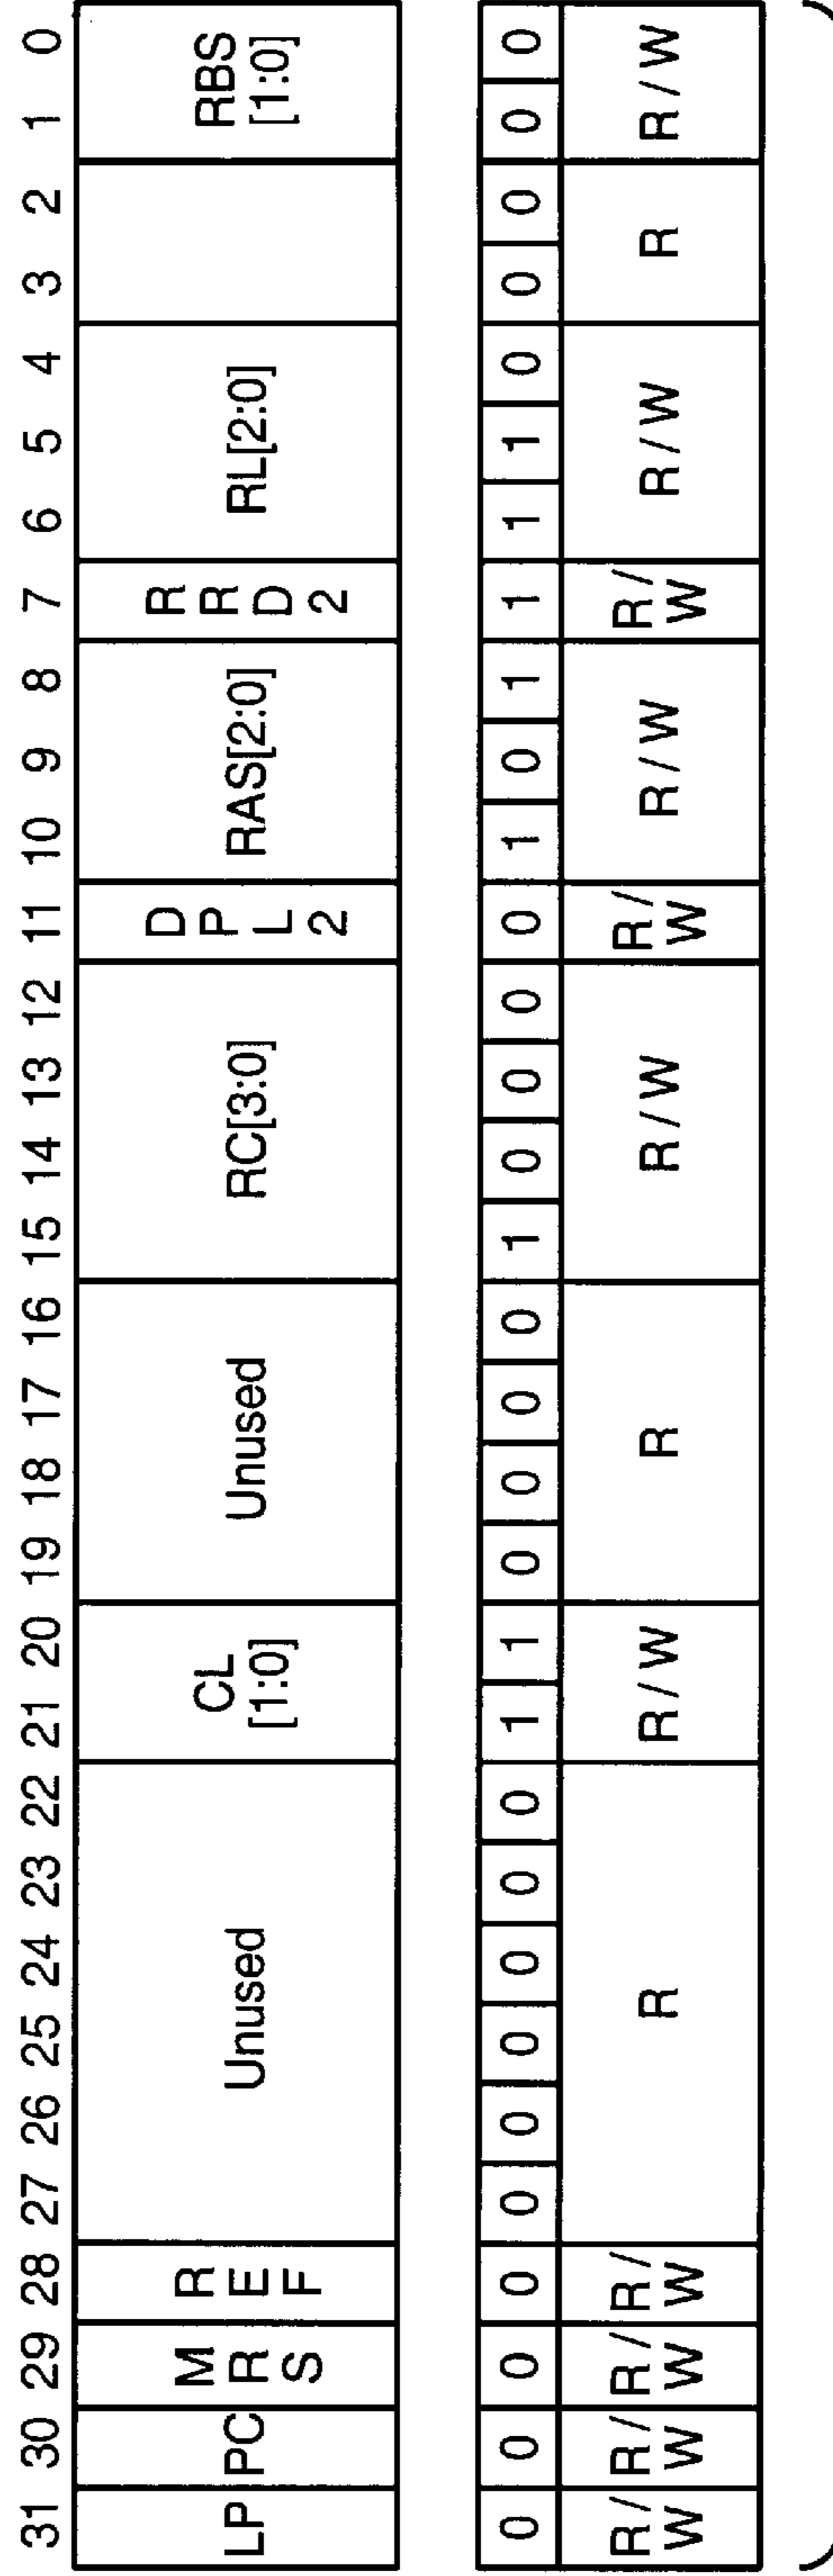 31 30 29 28 27 26 25 24 23 22 21 20 19 18 17 16 15 14 13 12 11 10 9 8 7 6 5 4 3 2 1 0
LP
PC
M
R
S
R
E
F
Unused
CL
[1:0]
Unused
RC[3:0]
D
P
L
2
RAS[2:0]
R
R
D
2
RL[2:0]
RBS
[1:0]
0 0 0 0 0 0 0 0 0 0 1 1 0 0 0 0 1 0 0 0 0 1 0 1 1 1 1 0 0 0 0 0
R/
W
R/
W
R/
W
R/
W
R
R/W
R
R/W
R/
W
R/W
R/
W
R/W
R
R/W